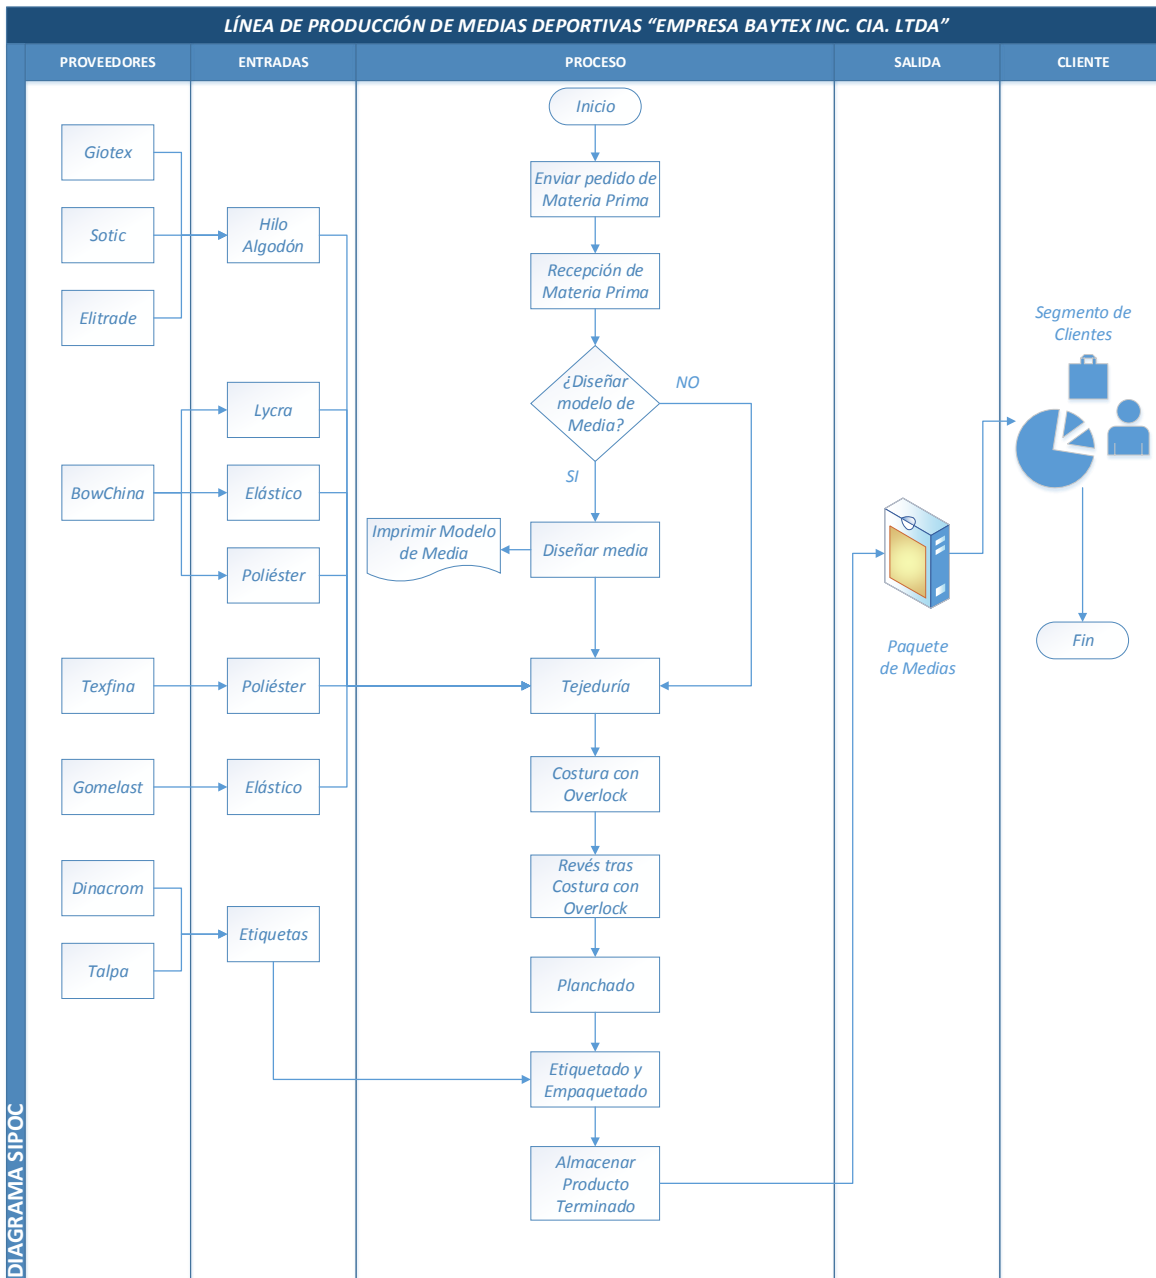 LÍNEA DE PRODUCCIÓN DE MEDIAS DEPORTIVAS “EMPRESA BAYTEX INC. CIA. LTDA”
PROVEEDORES
ENTRADAS
PROCESO
SALIDA
CLIENTE
Giotex
Sotic
Elitrade
BowChina
Texfina
Gomelast
Dinacrom
Talpa
Hilo
Algodón
Lycra
Elástico
Poliéster
Poliéster
Elástico
Etiquetas
Inicio
Enviar pedido de
Materia Prima
Recepción de
Materia Prima
¿Diseñar
modelo de
Media?
NO
SI
Imprimir Modelo
de Media
Diseñar media
Tejeduría
Costura con
Overlock
Revés tras
Costura con
Overlock
Planchado
Etiquetado y
Empaquetado
Almacenar
Producto
Terminado
Paquete
de Medias
Segmento de
Clientes
Fin
DIAGRAMA SIPOC